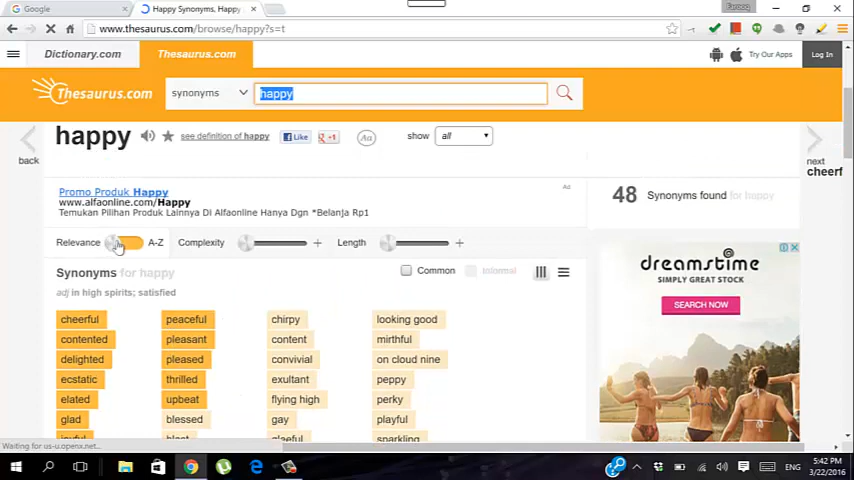 Google
Happy Synonyms, Happy A
Farooq
www.thesaurus.com/browse/happy?s=t
Dictionary.com
Thesaurus.com
Try Our Apps
Log In
Thesaurus.com
synonyms
happy
happy
see definition of happy
Like
+1
Aa
show
all
back
next
cheerf
Promo Produk Happy
Ad
www.alfaonline.com/Happy
Temukan Pilihan Produk Lainnya Di Alfaonline Hanya Dgn *Belanja Rp1
48 Synonyms found for happy
Relevance
A-Z
Complexity
Length
Synonyms for happy
Common
Informal
adj in high spirits; satisfied
cheerful
peaceful
chirpy
looking good
contented
pleasant
content
mirthful
delighted
pleased
convivial
on cloud nine
ecstatic
thrilled
exultant
peppy
elated
upbeat
flying high
perky
glad
blessed
gay
playful
joyful
blest
gleeful
sparkling
dreamstime
SIMPLY GREAT STOCK
SEARCH NOW
Waiting for us-u.openx.net...
ENG
5:42 PM
3/22/2016